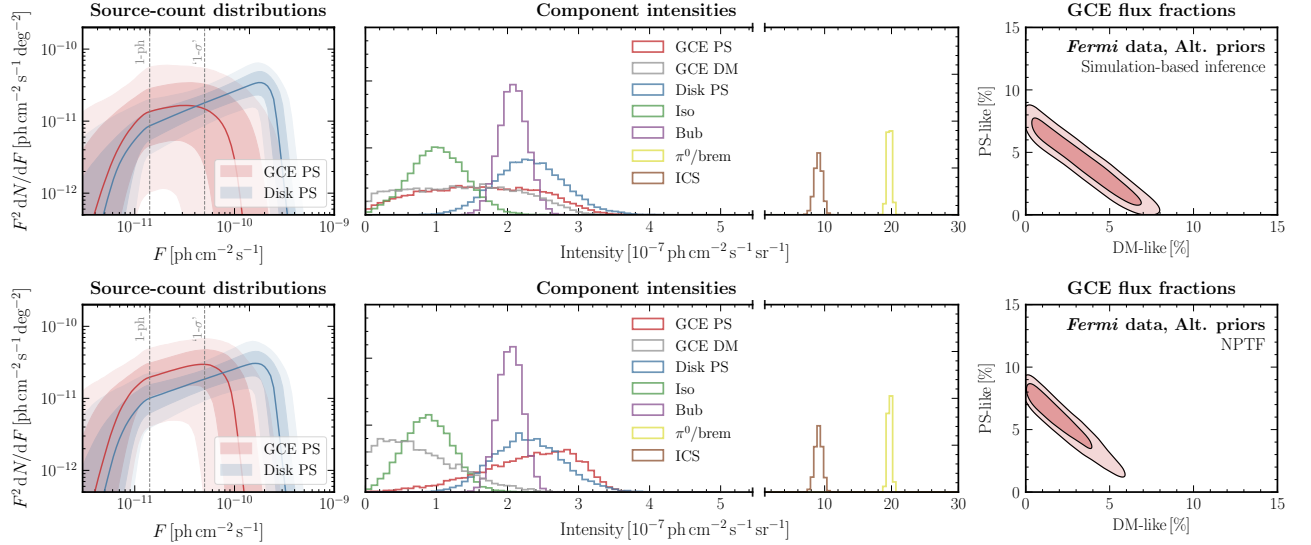 Source-count distributions
F² dN/dF [ph cm⁻² s⁻¹ deg⁻²]
10⁻¹⁰
10⁻¹¹
10⁻¹²
1-ph
'1-σ'
GCE PS
Disk PS
10⁻¹¹ 10⁻¹⁰ 10⁻⁹
F [ph cm⁻² s⁻¹]
Component intensities
GCE PS
GCE DM
Disk PS
Iso
Bub
π⁰/brem
ICS
0 1 2 3 4 5 10 20 30
Intensity [10⁻⁷ ph cm⁻² s⁻¹ sr⁻¹]
GCE flux fractions
Fermi data, Alt. priors
Simulation-based inference
PS-like [%]
15
10
5
0
0 5 10 15
DM-like [%]
Source-count distributions
F² dN/dF [ph cm⁻² s⁻¹ deg⁻²]
10⁻¹⁰
10⁻¹¹
10⁻¹²
1-ph
'1-σ'
GCE PS
Disk PS
10⁻¹¹ 10⁻¹⁰ 10⁻⁹
F [ph cm⁻² s⁻¹]
Component intensities
GCE PS
GCE DM
Disk PS
Iso
Bub
π⁰/brem
ICS
0 1 2 3 4 5 10 20 30
Intensity [10⁻⁷ ph cm⁻² s⁻¹ sr⁻¹]
GCE flux fractions
Fermi data, Alt. priors
NPTF
PS-like [%]
15
10
5
0
0 5 10 15
DM-like [%]